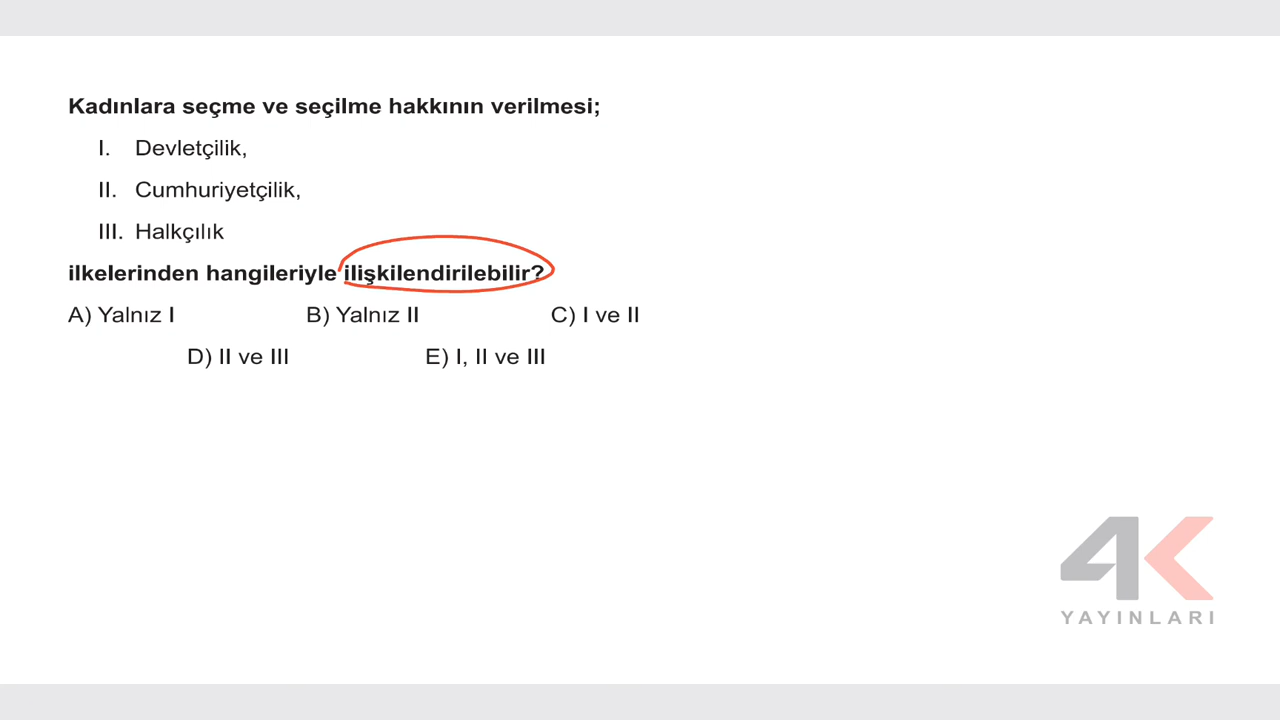 Kadınlara seçme ve seçilme hakkının verilmesi;
I. Devletçilik,
II. Cumhuriyetçilik,
III. Halkçılık
ilkelerinden hangileriyle ilişkilendirilebilir?
A) Yalnız I B) Yalnız II C) I ve II
D) II ve III E) I, II ve III
4K
YAYINLARI